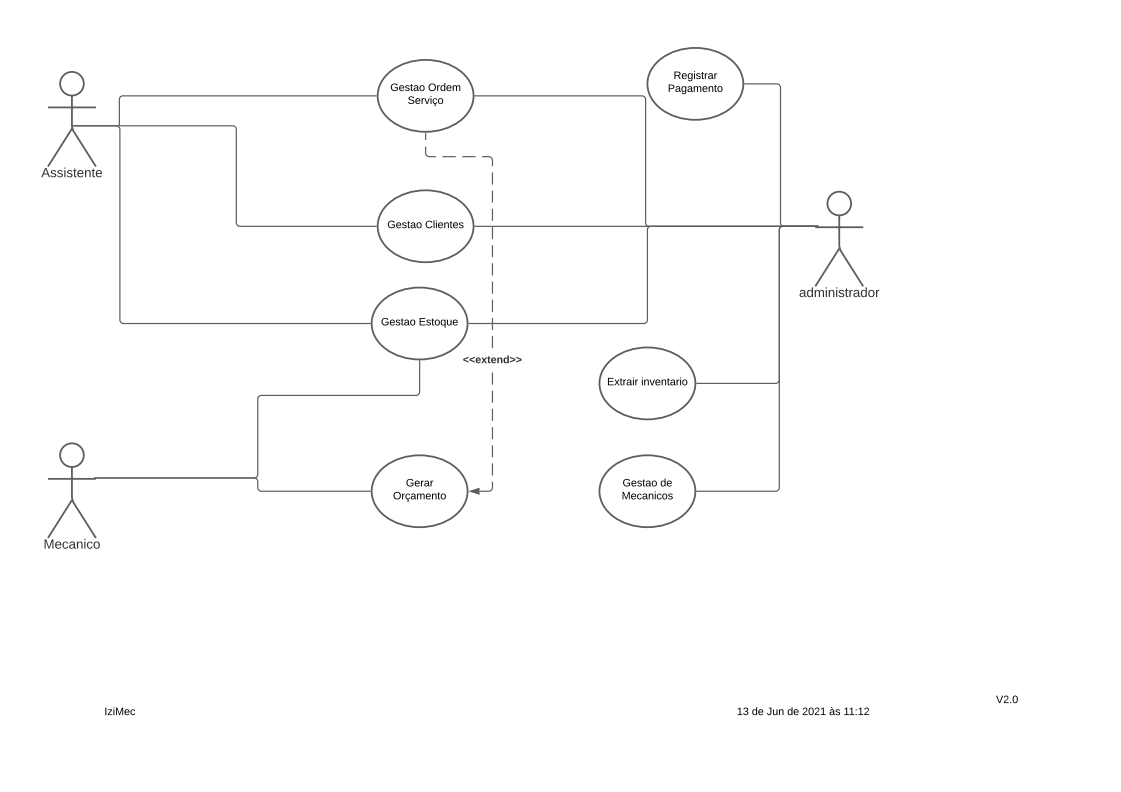 Registrar
Pagamento
Gestao Ordem
Serviço
Assistente
Gestao Clientes
administrador
Gestao Estoque
<<extend>>
Extrair inventario
Gerar
Orçamento
Gestao de
Mecanicos
Mecanico
V2.0
IziMec
13 de Jun de 2021 às 11:12